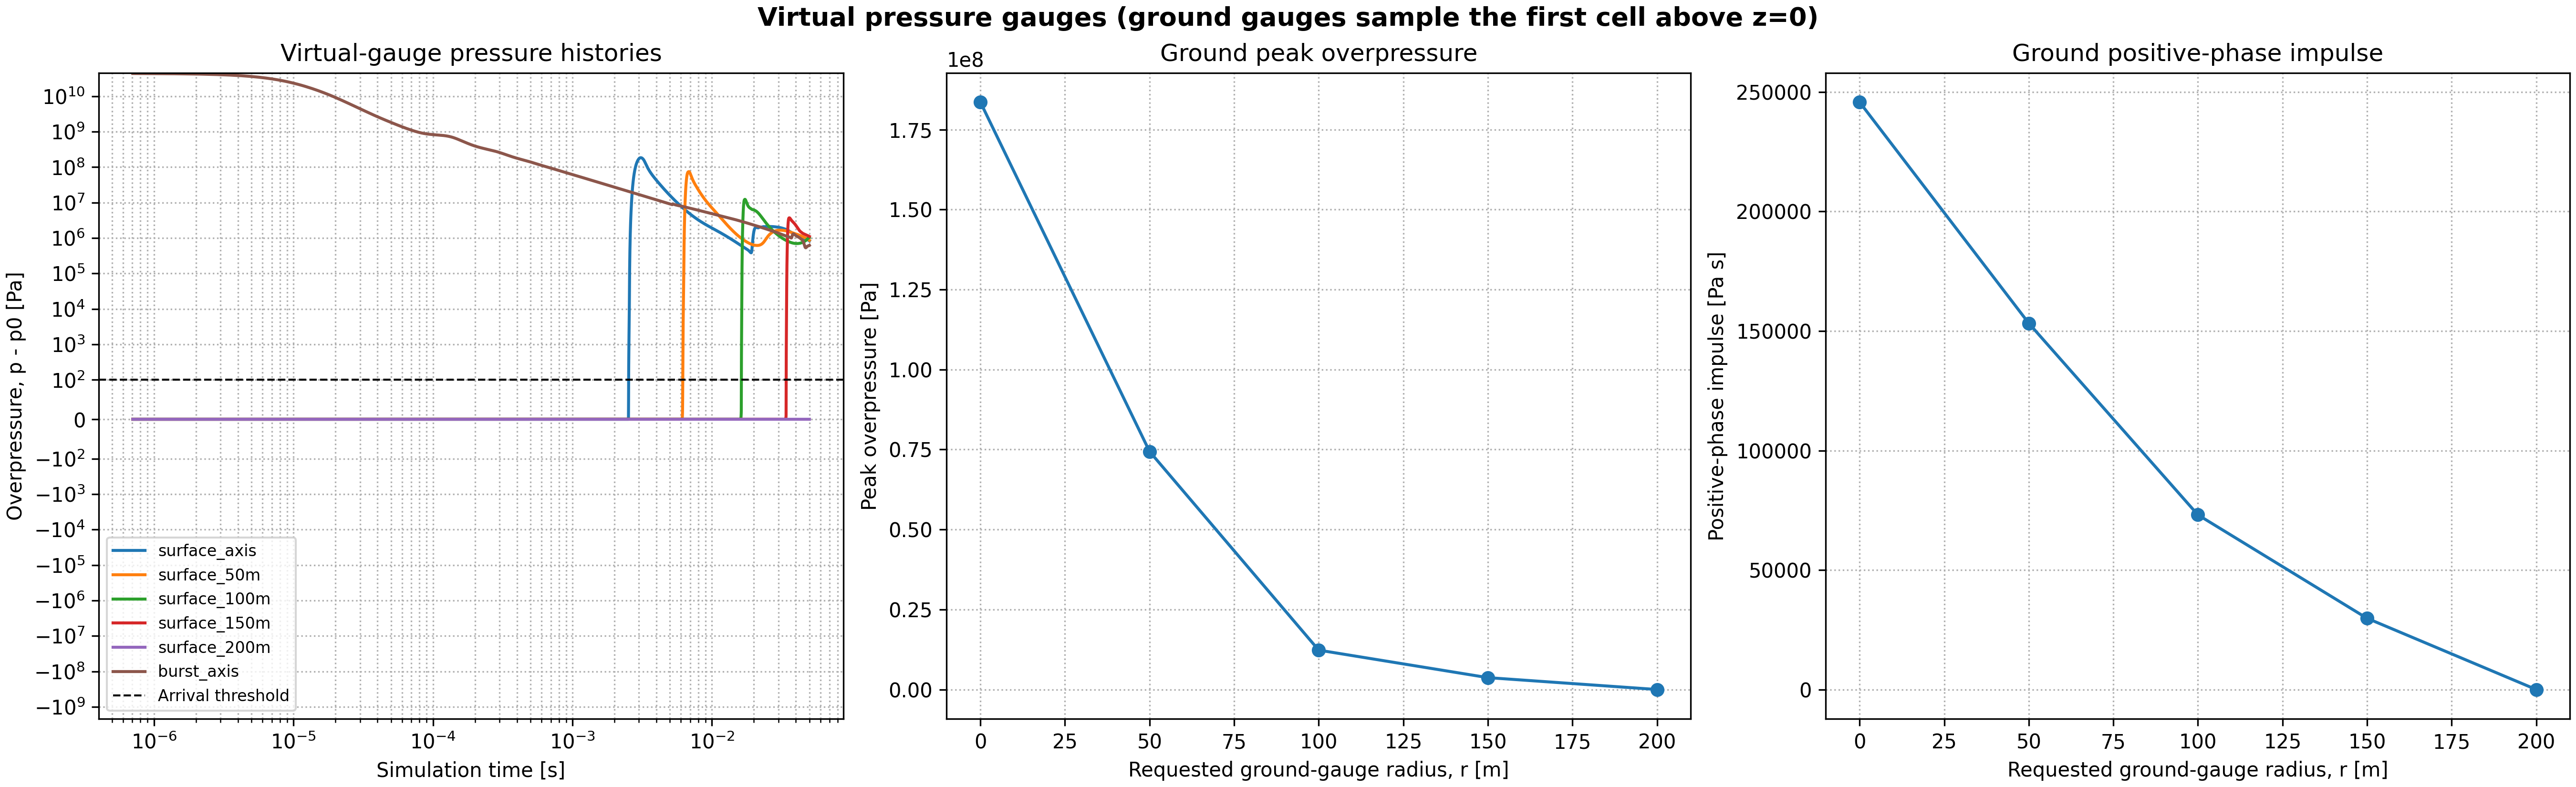 Virtual pressure gauges (ground gauges sample the first cell above z=0)
Virtual-gauge pressure histories
Overpressure, p - p0 [Pa]
10^10
10^9
10^8
10^7
10^6
10^5
10^4
10^3
10^2
0
−10^2
−10^3
−10^4
−10^5
−10^6
−10^7
−10^8
−10^9
surface_axis
surface_50m
surface_100m
surface_150m
surface_200m
burst_axis
Arrival threshold
10^−6 10^−5 10^−4 10^−3 10^−2
Simulation time [s]
Ground peak overpressure
1e8
Peak overpressure [Pa]
1.75
1.50
1.25
1.00
0.75
0.50
0.25
0.00
0 25 50 75 100 125 150 175 200
Requested ground-gauge radius, r [m]
Ground positive-phase impulse
Positive-phase impulse [Pa s]
250000
200000
150000
100000
50000
0
0 25 50 75 100 125 150 175 200
Requested ground-gauge radius, r [m]